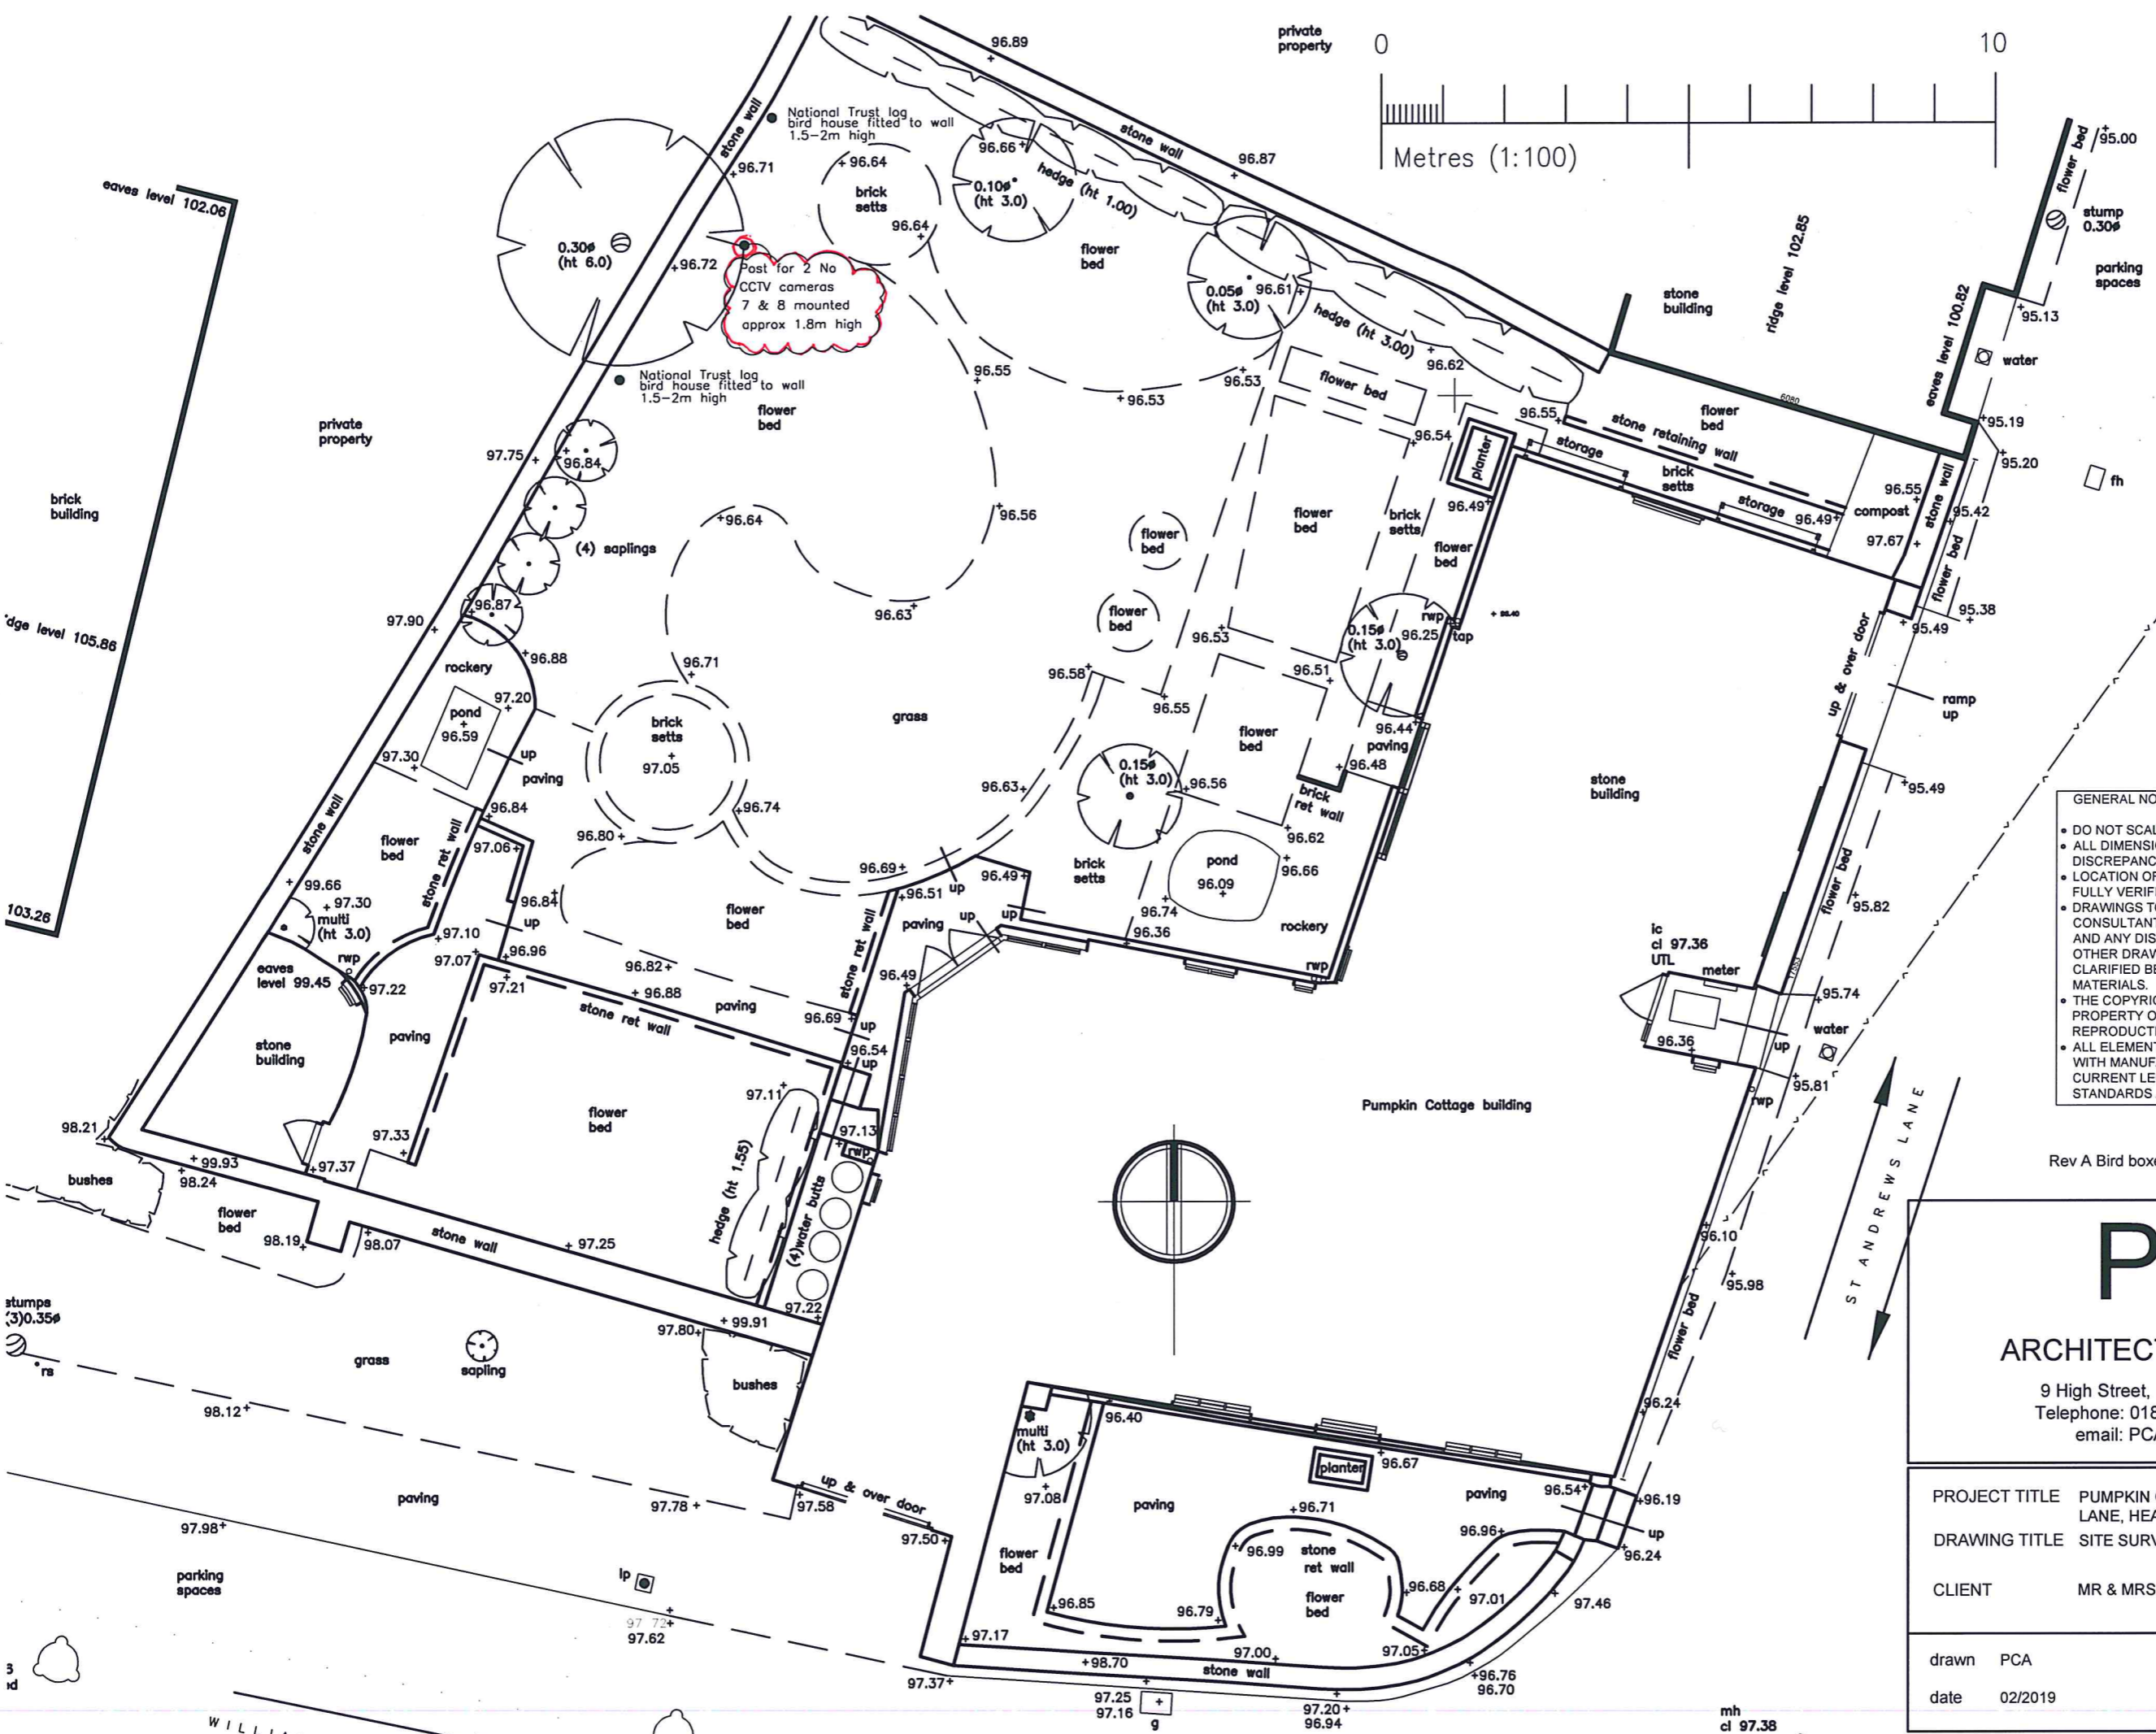 96.89
private
property
0
10
Metres (1:100)
stone wall
96.87
National Trust log
bird house fitted to wall
1.5-2m high
stone wall
96.71
96.64
brick
setts
96.64
96.66
0.10ø
(ht 3.0)
hedge (ht 1.00)
flower
bed
flower bed
95.00
stump
0.30ø
parking
spaces
eaves level 102.06
0.30ø
(ht 6.0)
96.72
Post for 2 No
CCTV cameras
7 & 8 mounted
approx 1.8m high
0.05ø
(ht 3.0)
96.61
hedge (ht 3.00)
96.62
stone
building
ridge level 102.85
eaves level 100.82
95.13
water
National Trust log
bird house fitted to wall
1.5-2m high
flower
bed
96.55
96.53
96.53
flower bed
96.54
96.55
planter
6080
flower
bed
stone retaining wall
storage
brick
setts
storage
96.49
95.19
95.20
fh
private
property
97.75
96.84
brick
building
(4) saplings
96.64
96.56
96.63
flower
bed
flower
bed
flower
bed
brick
setts
96.49
flower
bed
96.55
compost
97.67
stone wall
95.42
flower bed
95.38
95.49
dge level 105.86
97.90
96.87
rockery
96.88
97.20
pond
96.59
97.30
up
paving
96.71
brick
setts
97.05
grass
96.58
96.53
96.55
96.51
0.15ø
(ht 3.0)
rwp
96.25
tap
96.40
96.44
paving
96.48
up & over door
ramp
up
flower
bed
brick
ret wall
stone
building
95.49
103.26
stone wall
96.84
97.06
flower
bed
stone ret wall
96.80
96.74
96.63
0.15ø
(ht 3.0)
96.56
96.62
96.66
pond
96.09
96.74
96.36
rockery
rwp
brick
setts
99.66
97.30
multi
(ht 3.0)
97.10
rwp
97.22
eaves
level 99.45
97.07
97.21
96.84
up
96.96
flower
bed
96.82
96.88
paving
96.69
stone ret wall
96.69
96.51
up
96.49
up
up
paving
96.49
stone ret wall
up
96.54
up
flower bed
95.82
ic
cl 97.36
UTL
meter
95.74
water
96.36
up
95.81
rwp
GENERAL NO
• DO NOT SCAL
• ALL DIMENSI
DISCREPANC
• LOCATION OF
FULLY VERIF
• DRAWINGS TO
CONSULTANT
AND ANY DIS
OTHER DRAW
CLARIFIED BE
MATERIALS.
• THE COPYRIG
PROPERTY O
REPRODUCTI
• ALL ELEMENT
WITH MANUF
CURRENT LE
STANDARDS
stone
building
paving
flower
bed
97.11
97.13
rwp
hedge (ht 1.55)
(4)water butts
97.22
Pumpkin Cottage building
ST ANDREWS LANE
Rev A Bird boxe
98.21
bushes
99.93
98.24
97.37
97.33
flower
bed
98.19
98.07
stone wall
97.25
99.91
97.80
bushes
96.10
95.98
flower bed
96.24
stumps
(3)0.35ø
rs
grass
sapling
98.12
paving
97.78
97.98
parking
spaces
lp
97 72
97.62
97.58
up & over door
97.50
multi
(ht 3.0)
96.40
97.08
paving
planter
96.67
96.71
paving
96.54
96.19
up
96.24
96.96
96.99
stone
ret wall
flower
bed
96.68
97.01
97.46
flower
bed
96.85
96.79
97.17
98.70
stone wall
97.00
97.05
96.76
96.70
97.37
97.25
97.16
g
97.20
96.94
mh
cl 97.38
P
ARCHITECT
9 High Street,
Telephone: 018
email: PCA
PROJECT TITLE PUMPKIN
LANE, HEA
DRAWING TITLE SITE SURV
CLIENT MR & MRS
drawn PCA
date 02/2019
WILLI